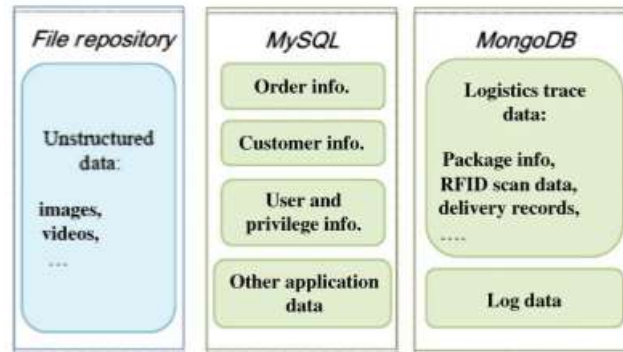 File repository
Unstructured
data:
images,
videos,
...
MySQL
Order info.
Customer info.
User and
privilege info.
Other application
data
MongoDB
Logistics trace
data:
Package info,
RFID scan data,
delivery records,
....
Log data